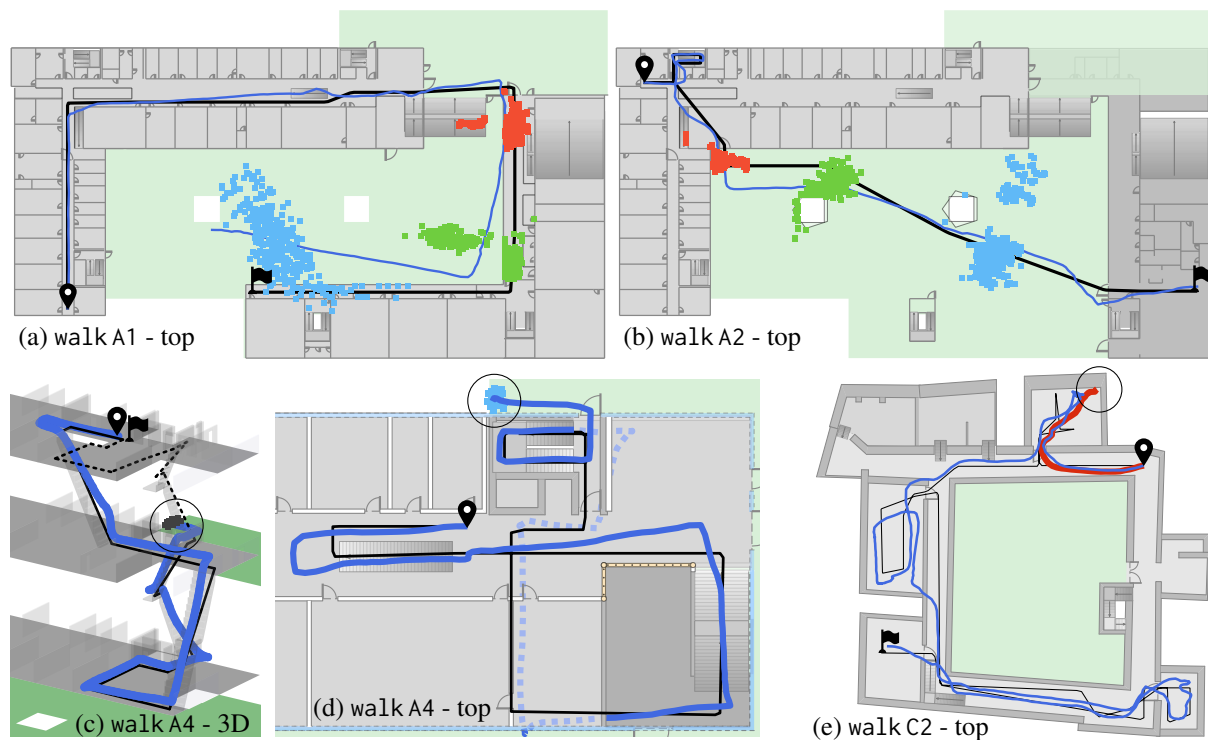 (a) walk A1 - top
(b) walk A2 - top
(c) walk A4 - 3D
(d) walk A4 - top
(e) walk C2 - top